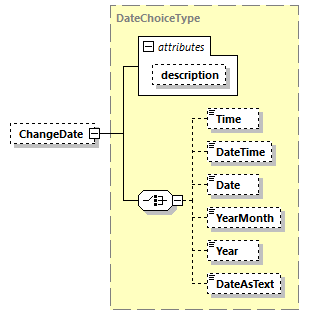 DateChoiceType
attributes
description
ChangeDate
Time
DateTime
Date
YearMonth
Year
DateAsText